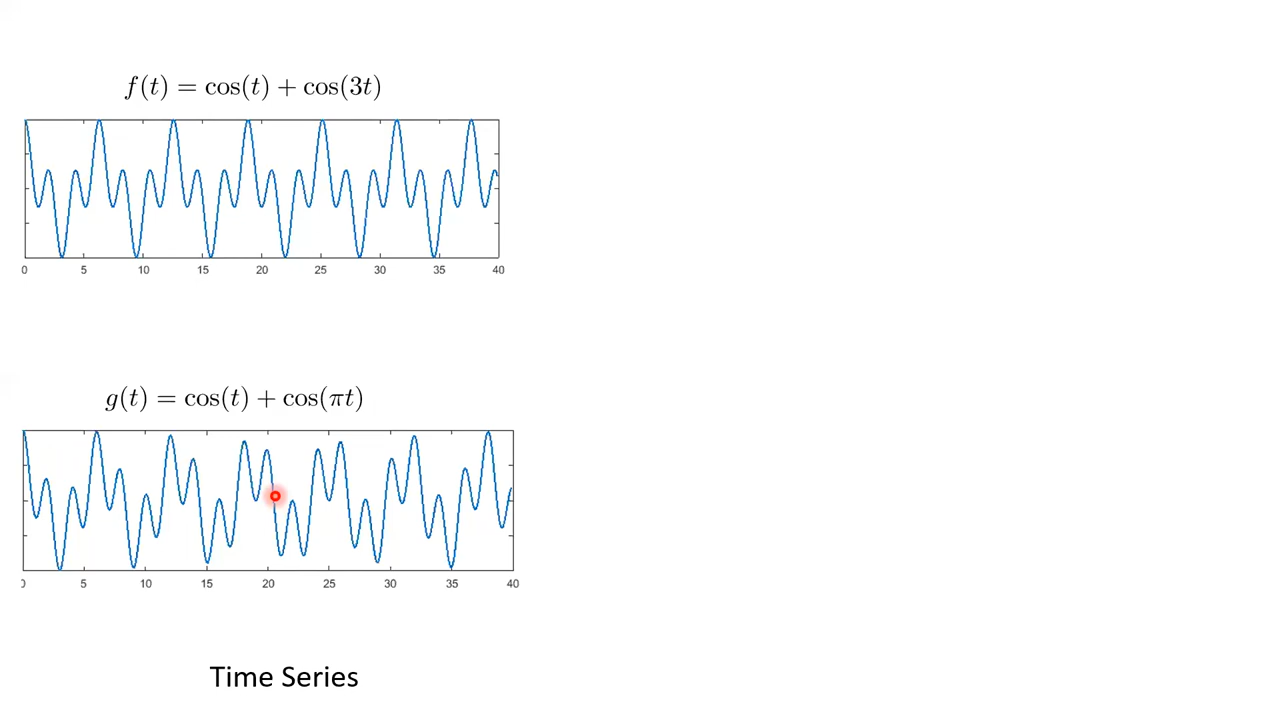 f(t) = cos(t) + cos(3t)
0 5 10 15 20 25 30 35 40
g(t) = cos(t) + cos(πt)
0 5 10 15 20 25 30 35 40
Time Series